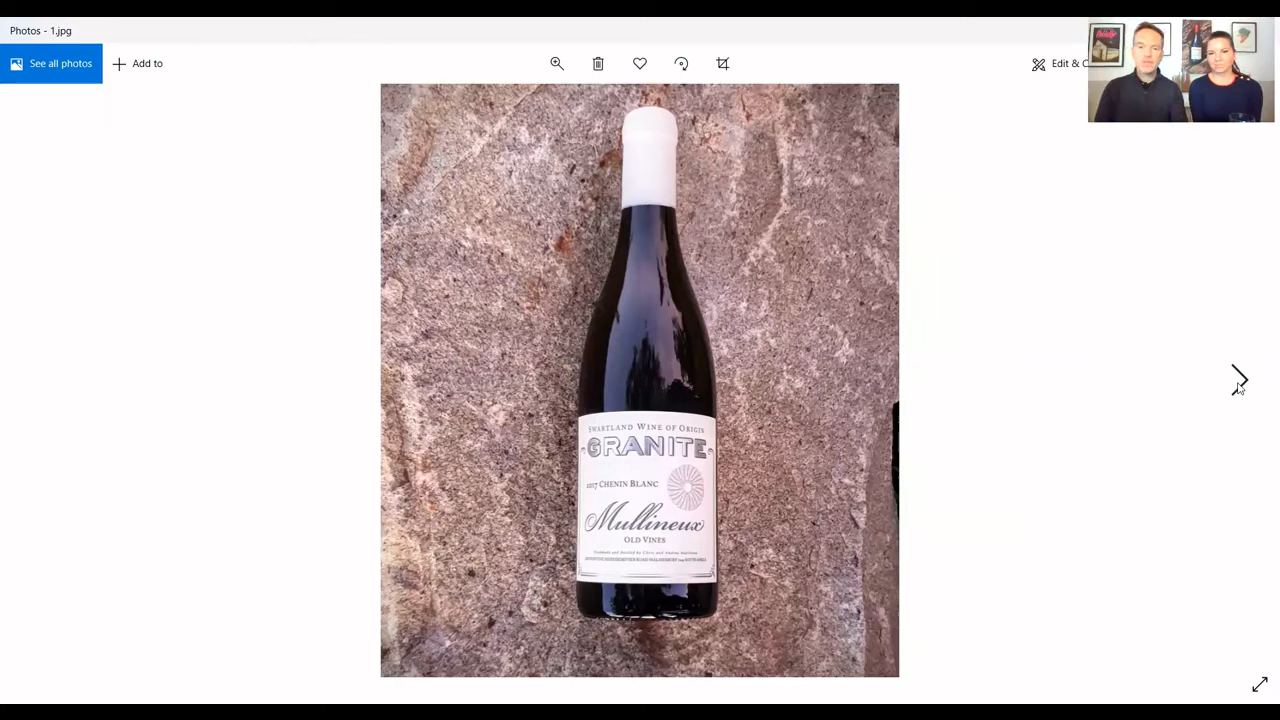 Photos - 1.jpg
See all photos
Add to
Edit & C
SWARTLAND WINE OF ORIGIN
GRANITE
2017 CHENIN BLANC
Mullineux
OLD VINES